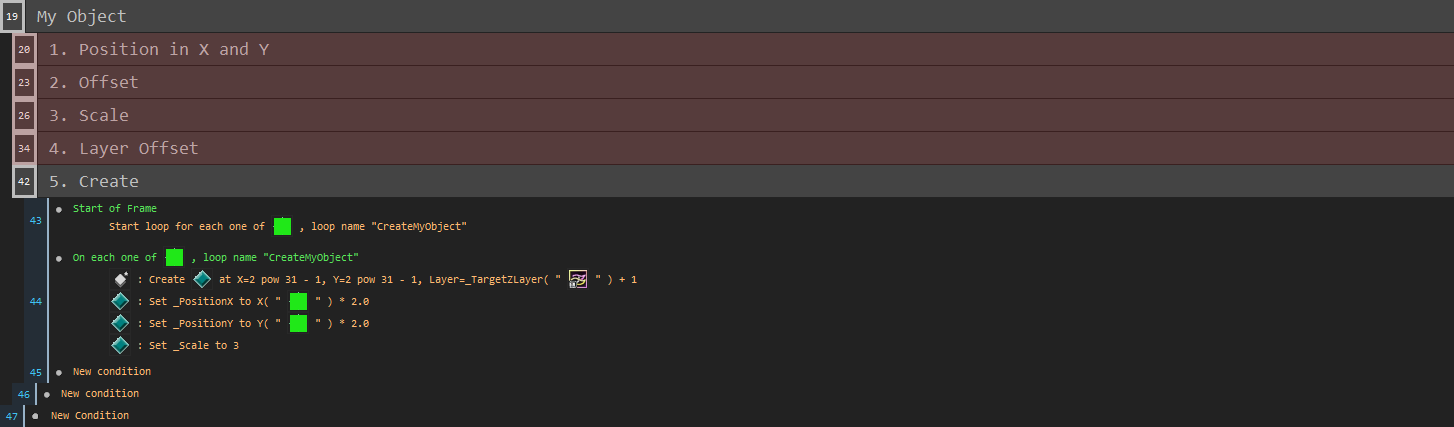 19 My Object
20 1. Position in X and Y
23 2. Offset
26 3. Scale
34 4. Layer Offset
42 5. Create
43 Start of Frame
Start loop for each one of , loop name "CreateMyObject"
44 On each one of , loop name "CreateMyObject"
: Create at X=2 pow 31 - 1, Y=2 pow 31 - 1, Layer=_TargetZLayer( " " ) + 1
: Set _PositionX to X( " " ) * 2.0
: Set _PositionY to Y( " " ) * 2.0
: Set _Scale to 3
45 New condition
46 New condition
47 New Condition